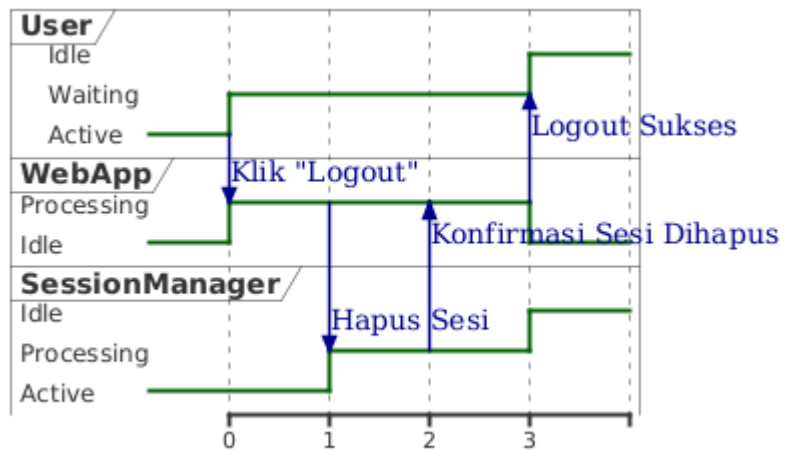 User
Idle
Waiting
Active
Logout Sukses
WebApp
Klik "Logout"
Processing
Idle
Konfirmasi Sesi Dihapus
SessionManager
Idle
Hapus Sesi
Processing
Active
0 1 2 3